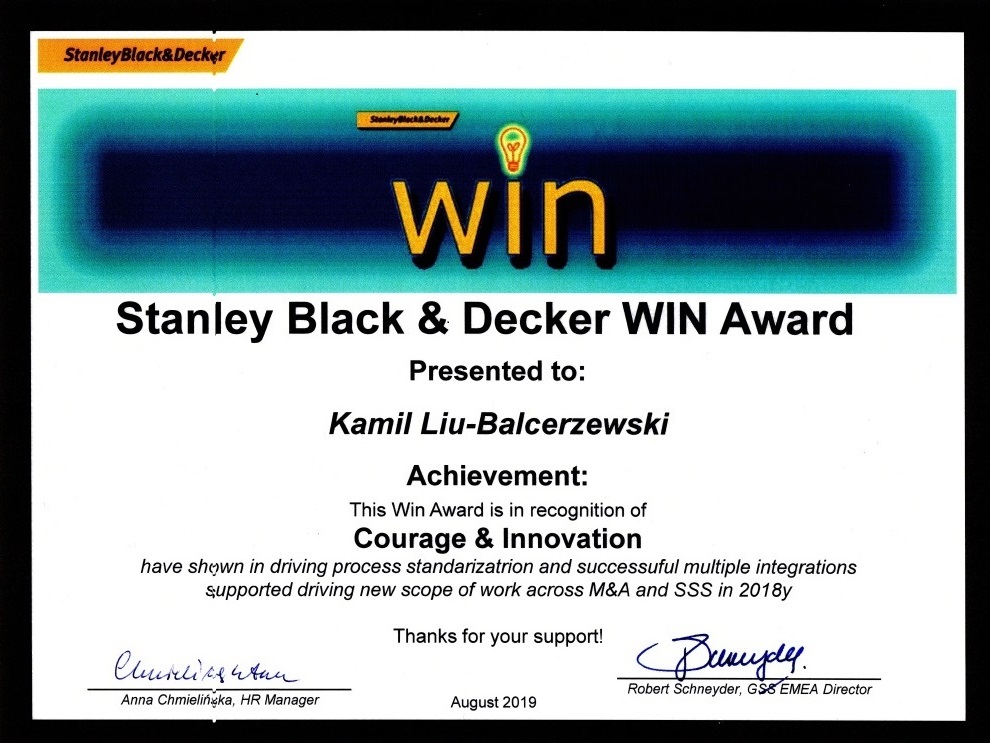 StanleyBlack&Decker
StanleyBlack&Decker
win
Stanley Black & Decker WIN Award
Presented to:
Kamil Liu-Balcerzewski
Achievement:
This Win Award is in recognition of
Courage & Innovation
have shown in driving process standarizatrion and successuful multiple integrations
supported driving new scope of work across M&A and SSS in 2018y
Thanks for your support!
Anna Chmielińska, HR Manager
August 2019
Robert Schneyder, GSS EMEA Director